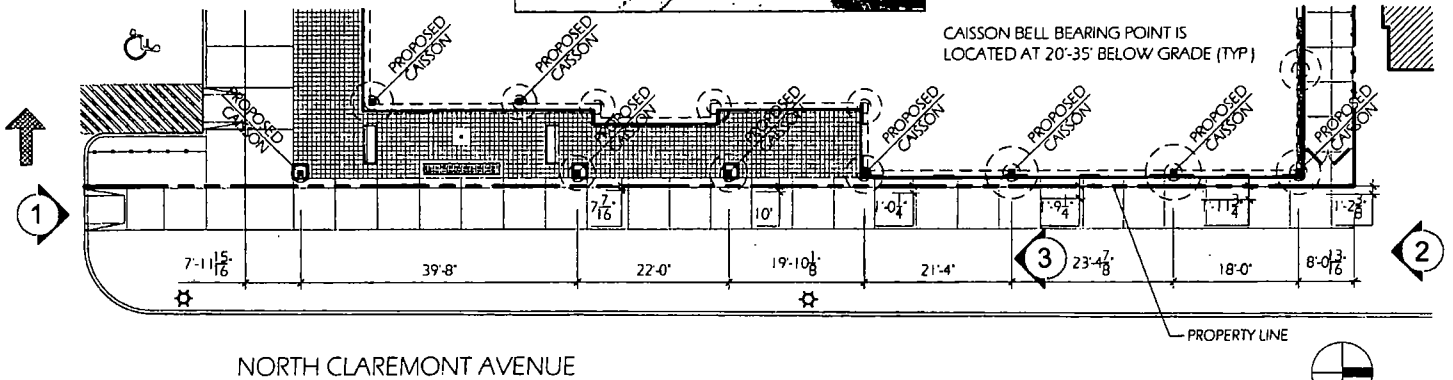 CAISSON BELL BEARING POINT IS
LOCATED AT 20'-35' BELOW GRADE (TYP)
PROPOSED
CAISSON
PROPOSED
CAISSON
PROPOSED
CAISSON
PROPOSED
CAISSON
PROPOSED
CAISSON
PROPOSED
CAISSON
PROPOSED
CAISSON
PROPOSED
CAISSON
PROPOSED
CAISSON
1
7 7/16"
10"
1'-0 1/4"
1'-9 1/4"
1'-11 3/4"
7'-11 15/16"
39'-8"
22'-0"
19'-10 1/8"
21'-4"
3
23'-4 7/8"
18'-0"
8'-0 13/16"
2
PROPERTY LINE
NORTH CLAREMONT AVENUE